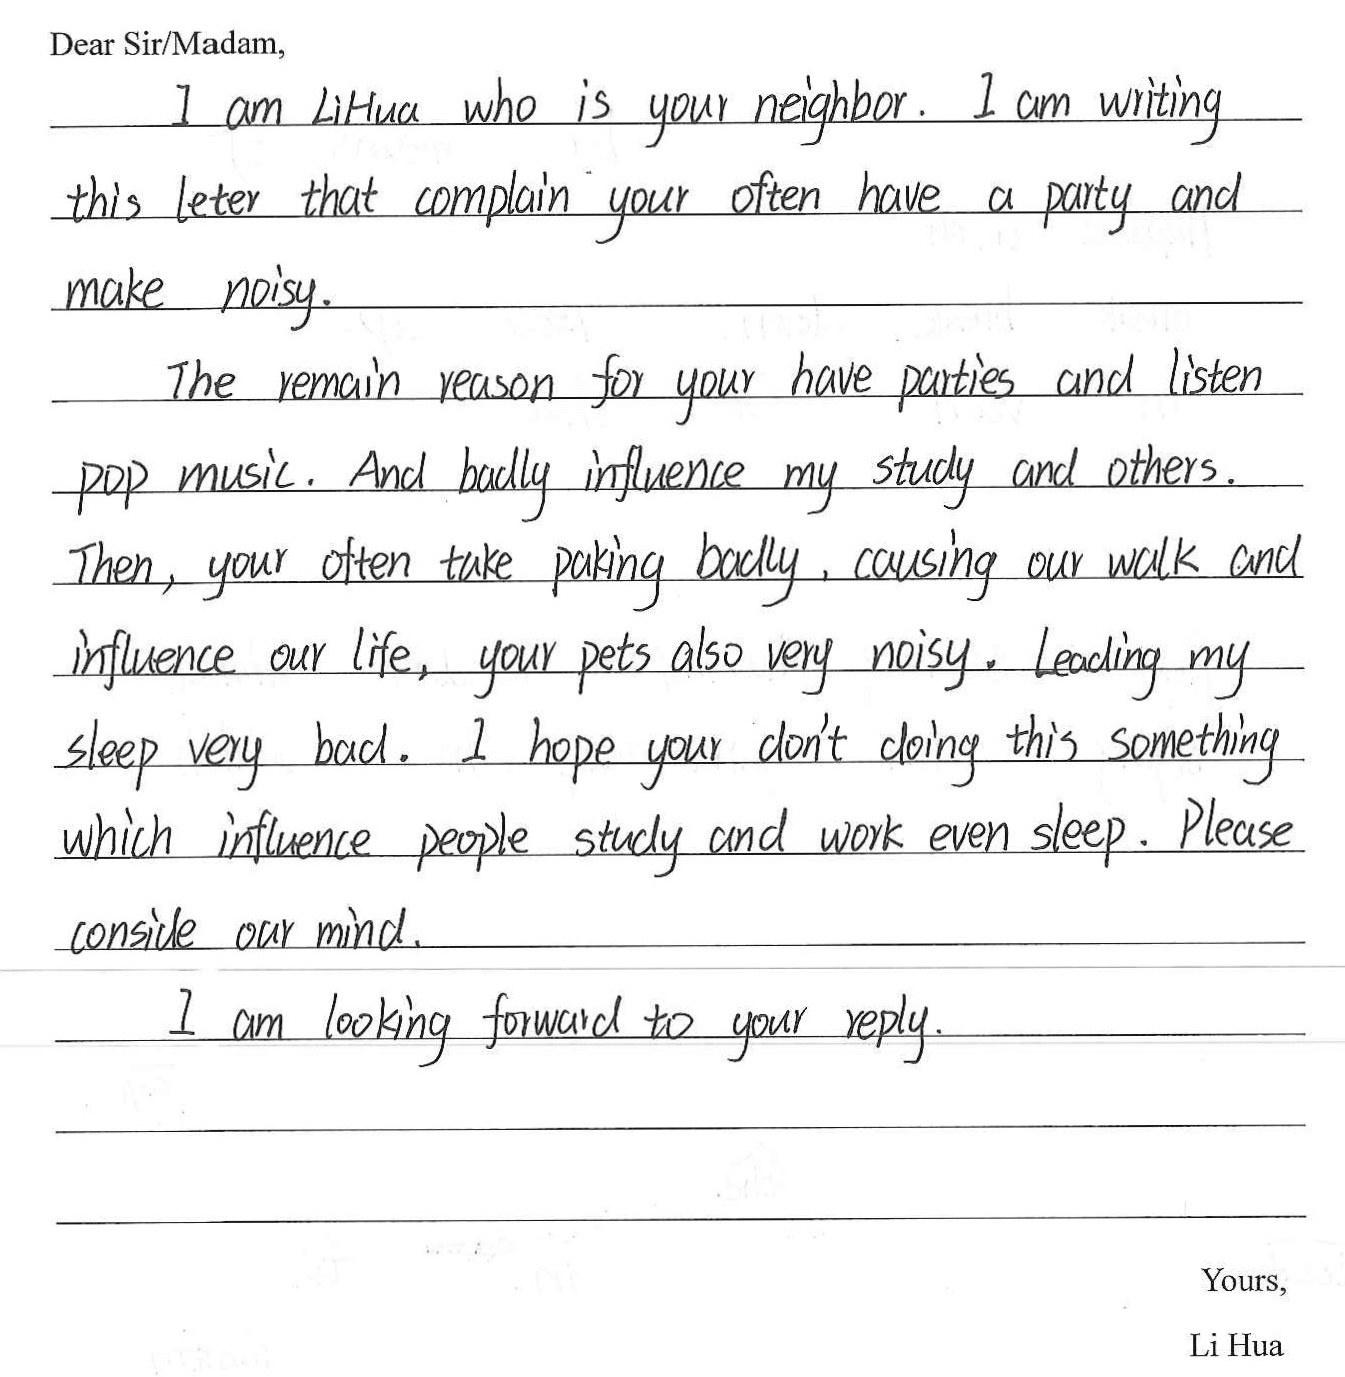 Dear Sir/Madam,
I am LiHua who is your neighbor. I am writing
this leter that complain your often have a party and
make noisy.
The remain reason for your have parties and listen
pop music. And badly influence my study and others.
Then, your often take paking badly, causing our walk and
influence our life, your pets also very noisy. Leading my
sleep very bad. I hope your don't doing this something
which influence people study and work even sleep. Please
conside our mind.
I am looking forward to your reply.
Yours,
Li Hua